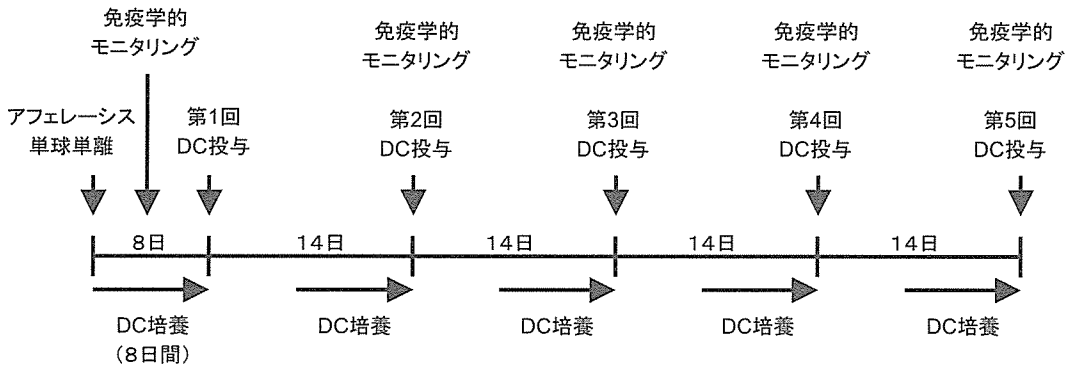 免疫学的
モニタリング
アフェレーシス
単球単離
第1回
DC投与
免疫学的
モニタリング
第2回
DC投与
免疫学的
モニタリング
第3回
DC投与
免疫学的
モニタリング
第4回
DC投与
免疫学的
モニタリング
第5回
DC投与
8日
14日
14日
14日
14日
DC培養
(8日間)
DC培養
DC培養
DC培養
DC培養